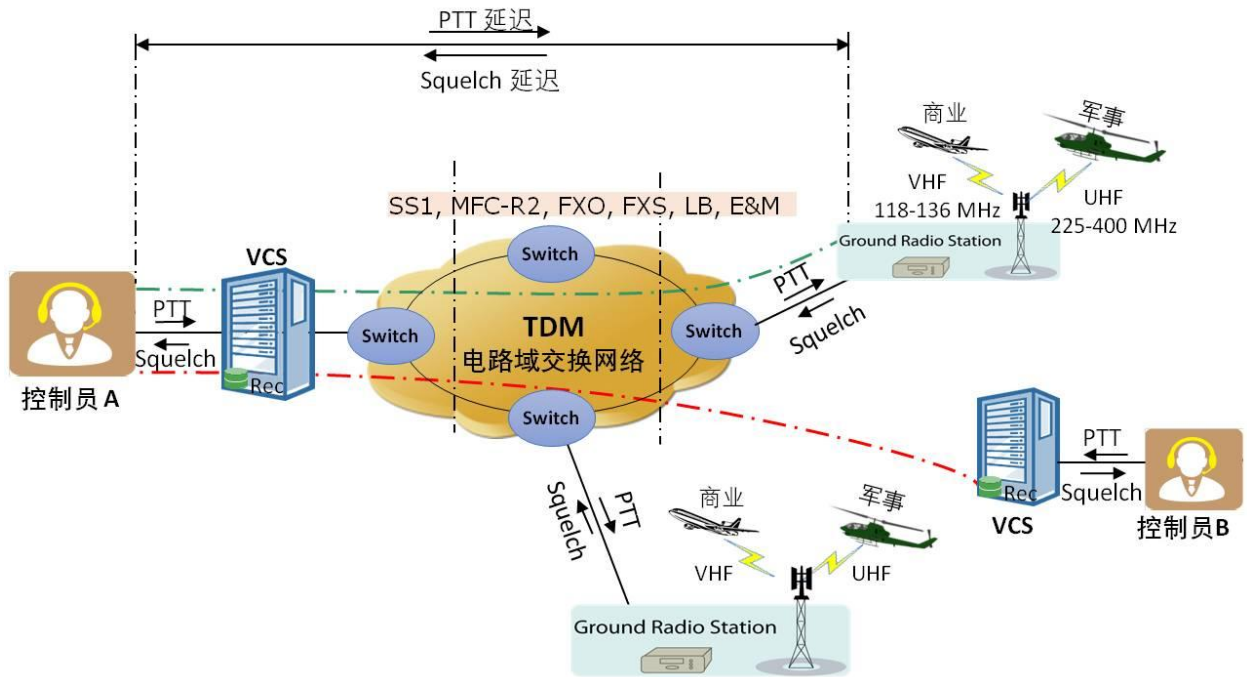 PTT 延迟
Squelch 延迟
商业
军事
VHF
118-136 MHz
UHF
225-400 MHz
SS1, MFC-R2, FXO, FXS, LB, E&M
Ground Radio Station
VCS
Switch
PTT
Squelch
PTT
Squelch
Switch
TDM
电路域交换网络
Switch
Rec
控制员 A
Switch
PTT
Squelch
Rec
VCS
控制员B
PTT
Squelch
商业
军事
VHF
UHF
Ground Radio Station